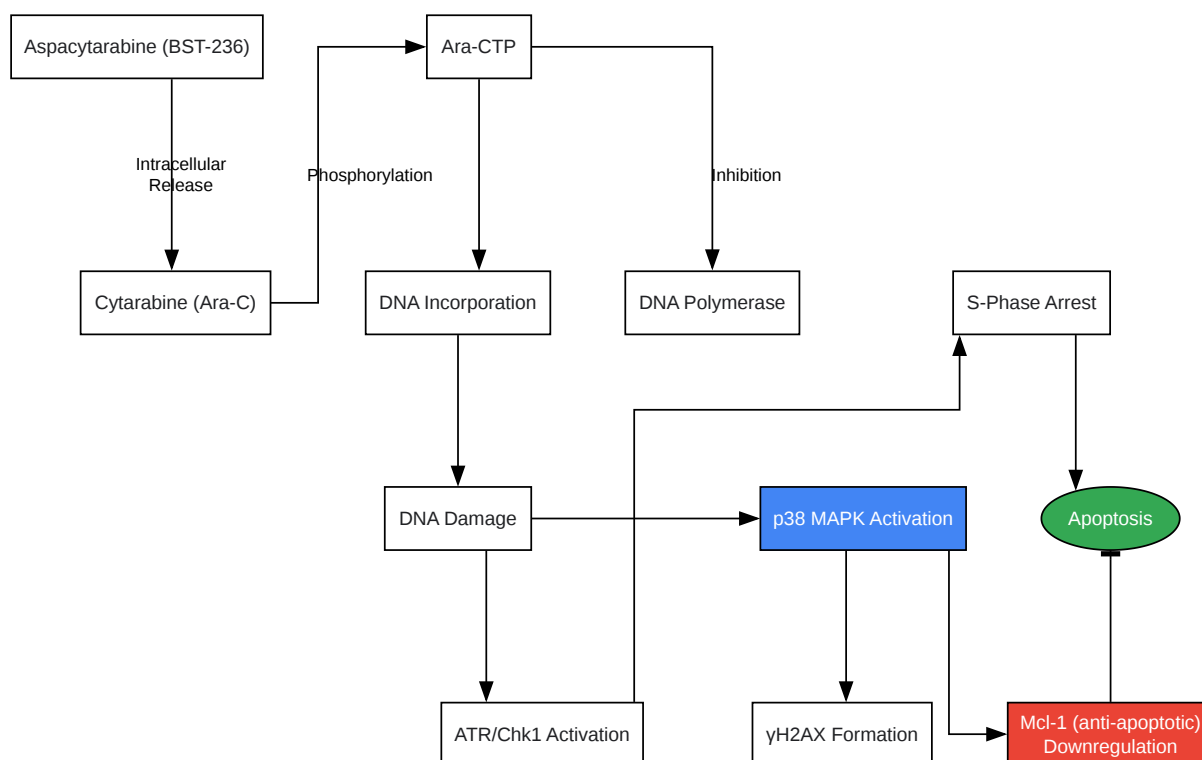 Aspacytarabine (BST-236)
Ara-CTP
Intracellular
Release
Phosphorylation
Inhibition
Cytarabine (Ara-C)
DNA Incorporation
DNA Polymerase
S-Phase Arrest
DNA Damage
p38 MAPK Activation
Apoptosis
ATR/Chk1 Activation
γH2AX Formation
Mcl-1 (anti-apoptotic)
Downregulation